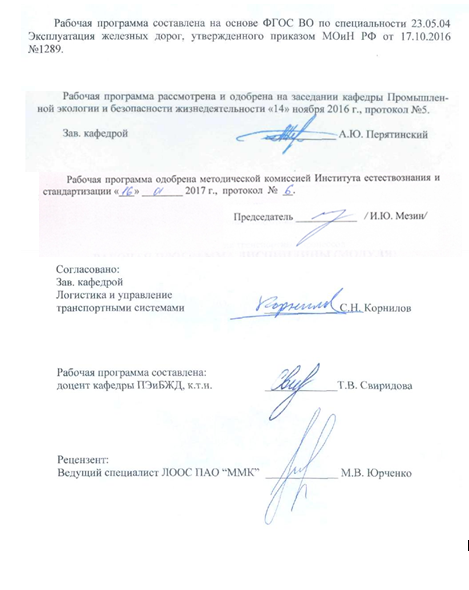 Рабочая программа составлена на основе ФГОС ВО по специальности 23.05.04
Эксплуатация железных дорог, утвержденного приказом МОиН РФ от 17.10.2016
№1289.
Рабочая программа рассмотрена и одобрена на заседании кафедры Промышлен-
ной экологии и безопасности жизнедеятельности «14» ноября 2016 г., протокол №5.
Зав. кафедрой А.Ю. Перятинский
Рабочая программа одобрена методической комиссией Института естествознания и
стандартизации «16» 01 2017 г., протокол № 6.
Председатель / И.Ю. Мезин/
Согласовано:
Зав. кафедрой
Логистика и управление
транспортными системами С.Н. Корнилов
Рабочая программа составлена:
доцент кафедры ПЭиБЖД, к.т.н. Т.В. Свиридова
Рецензент:
Ведущий специалист ЛООС ПАО “ММК” М.В. Юрченко